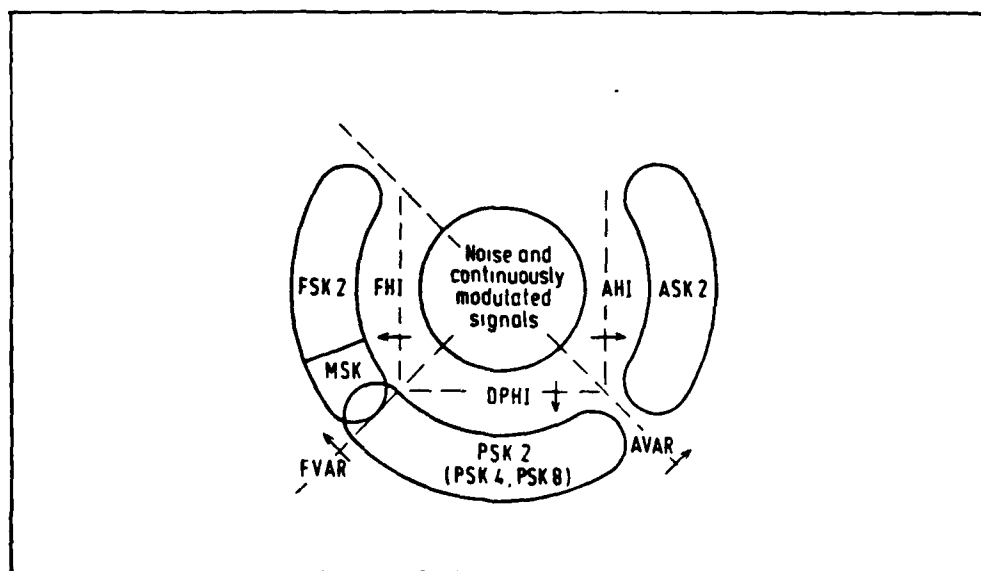 Noise and
continuously
modulated
signals
FSK 2
FHI
AHI
ASK 2
MSK
DPHI
PSK 2
(PSK 4, PSK 8)
FVAR
AVAR